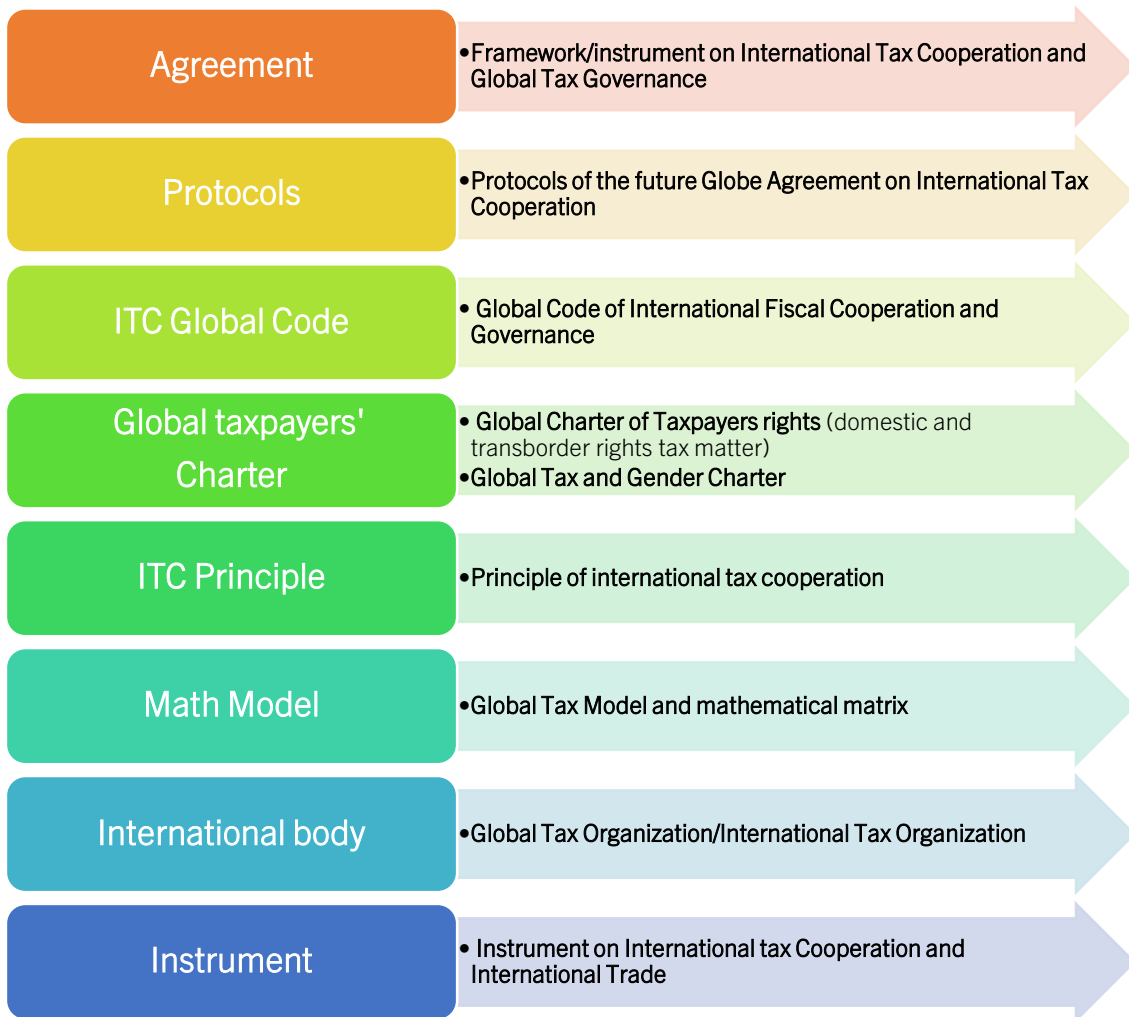 Agreement
•Framework/instrument on International Tax Cooperation and
Global Tax Governance
Protocols
•Protocols of the future Globe Agreement on International Tax
Cooperation
ITC Global Code
• Global Code of International Fiscal Cooperation and
Governance
Global taxpayers'
Charter
• Global Charter of Taxpayers rights (domestic and
transborder rights tax matter)
•Global Tax and Gender Charter
ITC Principle
•Principle of international tax cooperation
Math Model
•Global Tax Model and mathematical matrix
International body
•Global Tax Organization/International Tax Organization
Instrument
• Instrument on International tax Cooperation and
International Trade